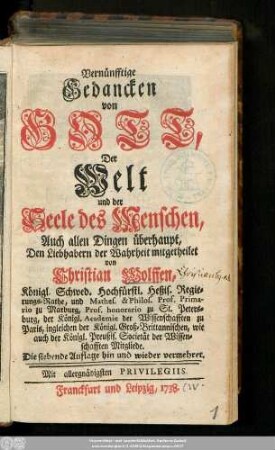 Vernünfftige
Gedancken
von
GOTT,
Der
Welt
und der
Seele des Menschen,
Auch allen Dingen überhaupt,
Den Liebhabern der Wahrheit mitgetheilet
von
Christian Wolffen,
Königl. Schwed. Hochfürstl. Heßis. Regie-
rungs-Rathe, und Mathef. & Philof. Prof. Prima-
rio zu Marburg, Prof. honorario zu St. Peters-
burg, der Königl. Academie der Wissenschafften zu
Paris, ingleichen der Königl. Groß-Brittannischen, wie
auch der Königl. Preußis. Societät der Wissen-
schafften Mitgliede.
Die siebende Auflage hin und wieder vermehret.
Mit allergnädigsten PRIVILEGIIS.
Franckfurt und Leipzig, 1738.
1